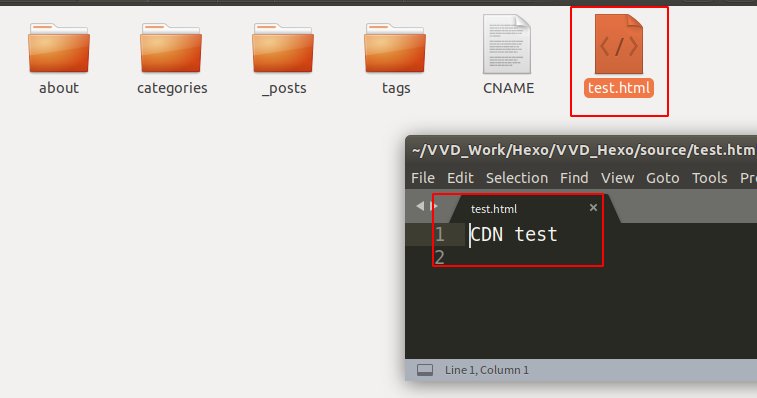 about
categories
_posts
tags
CNAME
test.html
~/VVD_Work/Hexo/VVD_Hexo/source/test.htm
File Edit Selection Find View Goto Tools Pr
test.html ×
1 CDN test
2
Line 1, Column 1